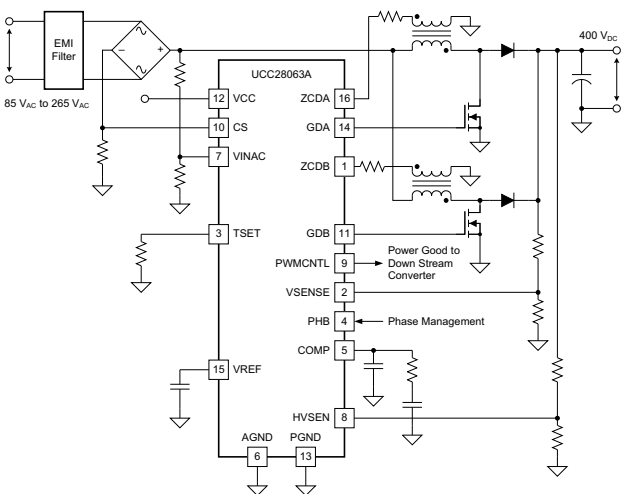 400 VDC
EMI
Filter
–
+
85 VAC to 265 VAC
UCC28063A
12 VCC
ZCDA 16
10 CS
GDA 14
7 VINAC
ZCDB 1
3 TSET
GDB 11
PWMCNTL 9
Power Good to
Down Stream
Converter
VSENSE 2
PHB 4
Phase Management
COMP 5
15 VREF
HVSEN 8
AGND PGND
6 13